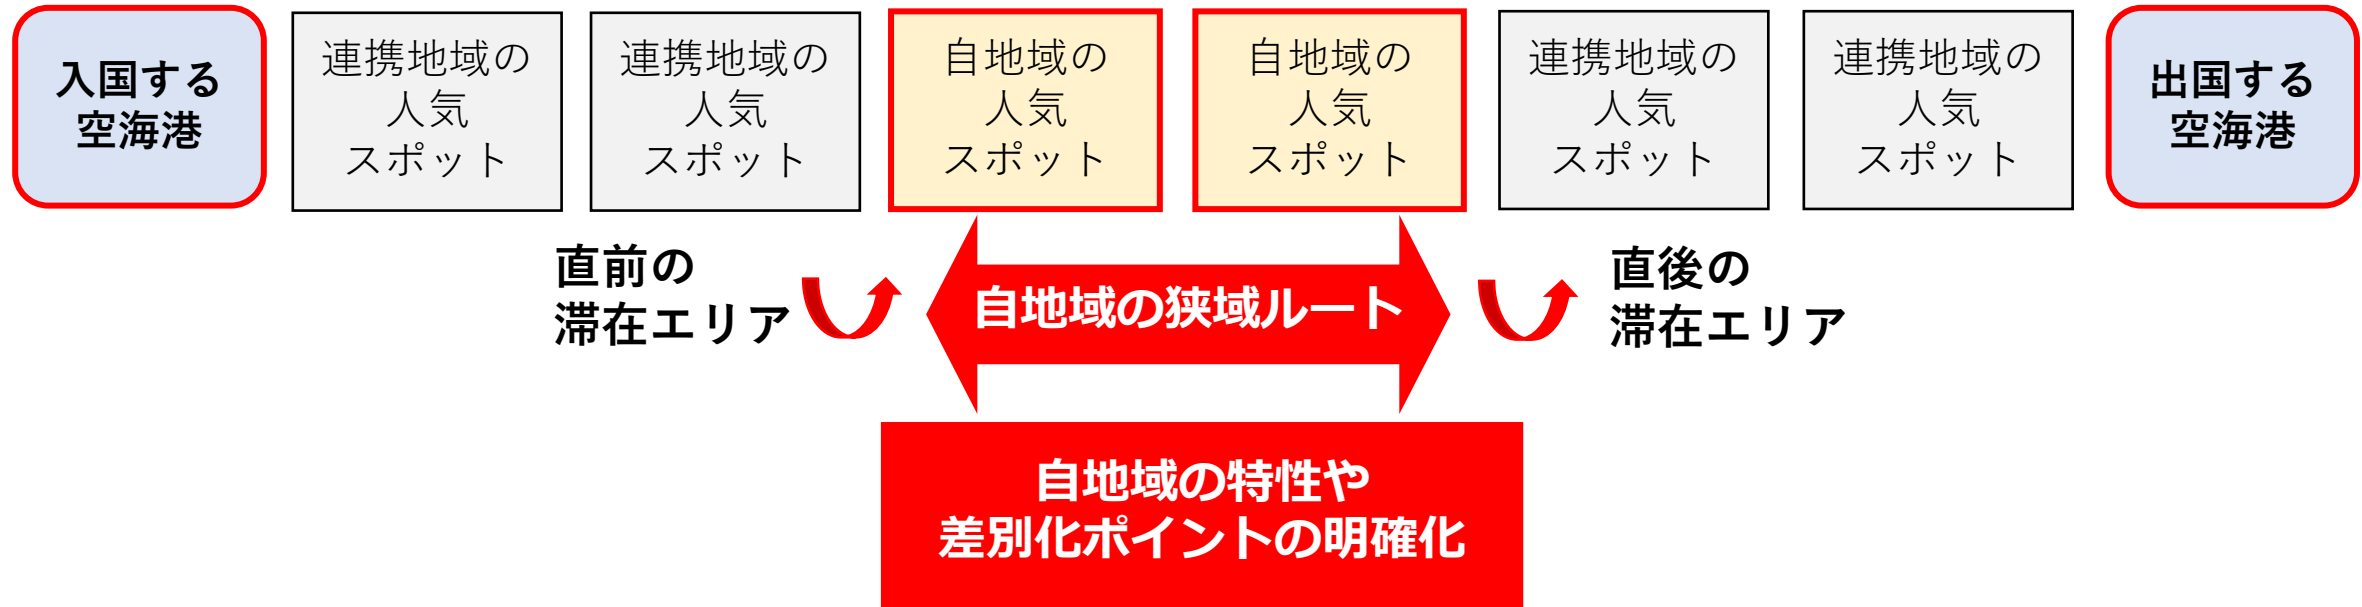 入国する
空海港
連携地域の
人気
スポット
連携地域の
人気
スポット
自地域の
人気
スポット
自地域の
人気
スポット
連携地域の
人気
スポット
連携地域の
人気
スポット
出国する
空海港
直前の
滞在エリア
自地域の狭域ルート
直後の
滞在エリア
自地域の特性や
差別化ポイントの明確化